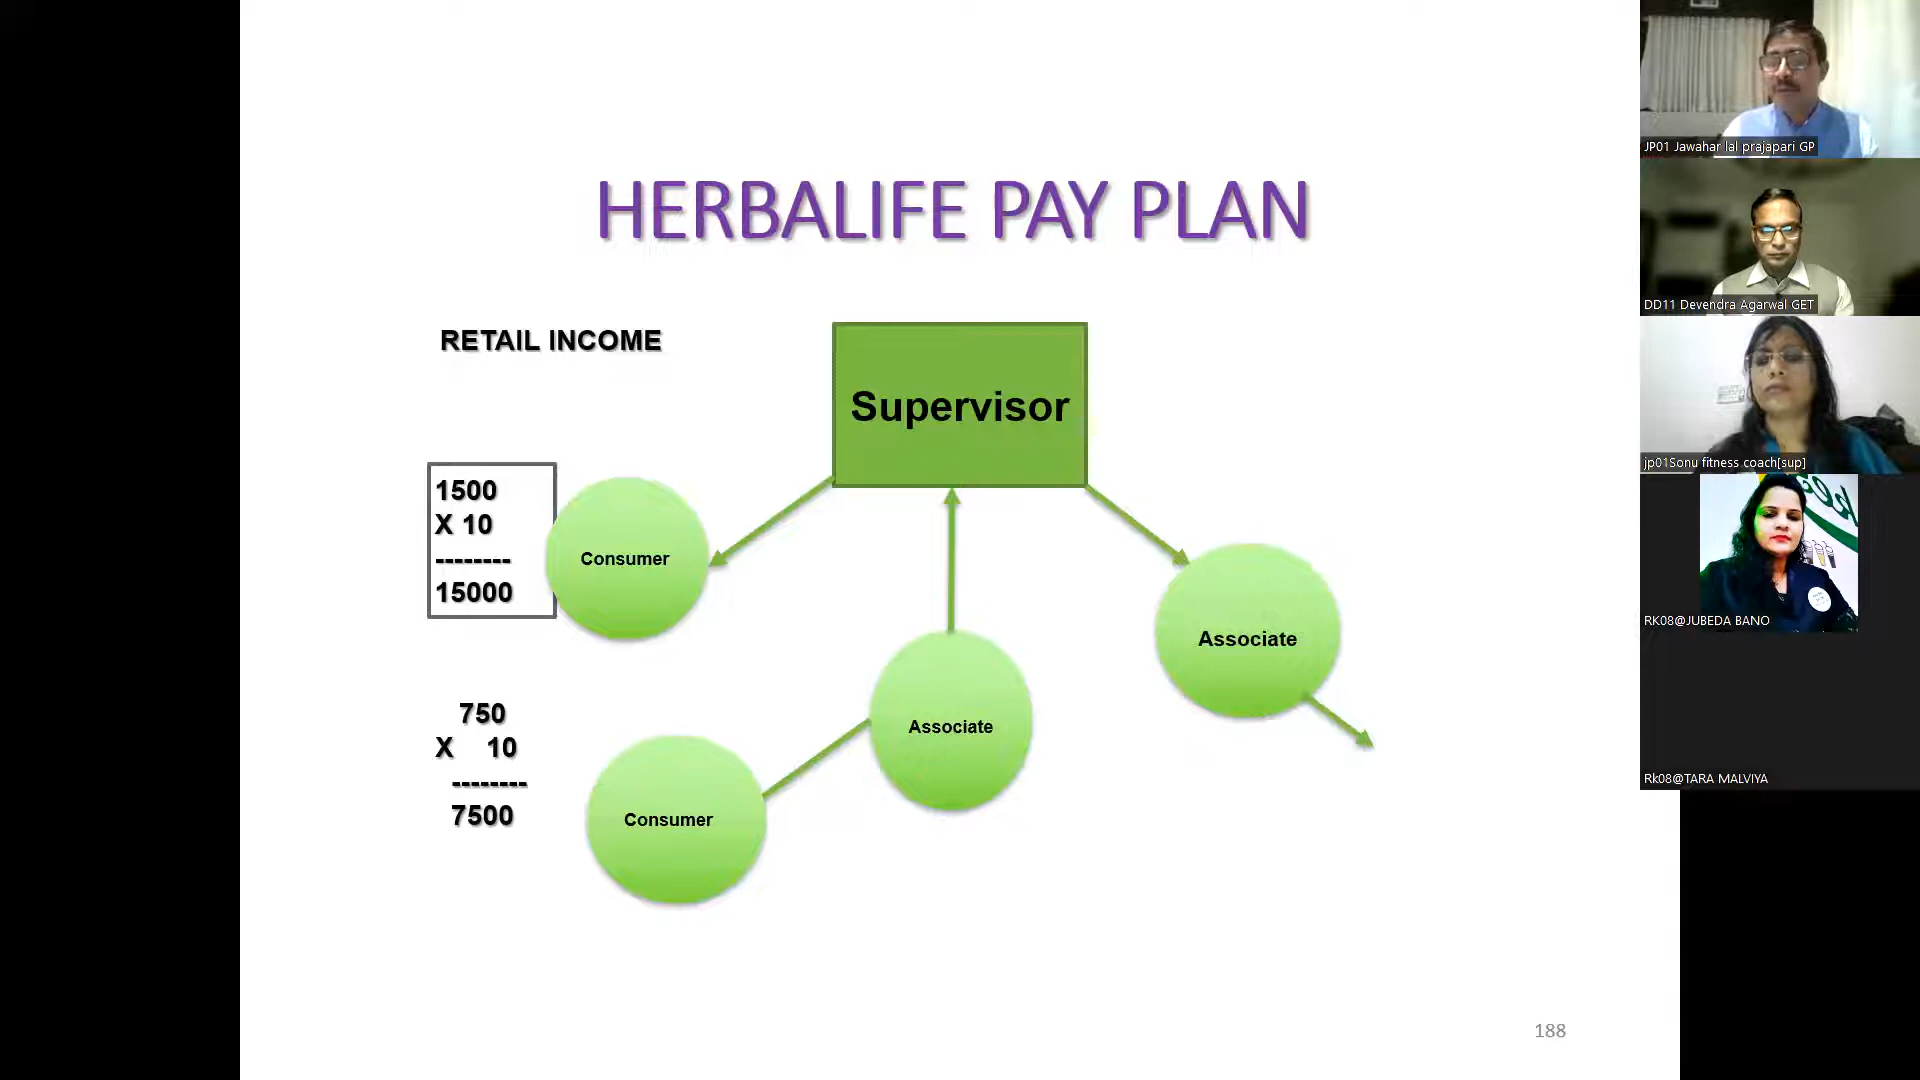 HERBALIFE PAY PLAN
RETAIL INCOME
Supervisor
1500
X 10
--------
15000
Consumer
Associate
Associate
750
X 10
--------
7500
Consumer
188
JP01 Jawahar lal prajapari GP
DD11 Devendra Agarwal GET
jp01Sonu fitness coach[sup]
RK08@JUBEDA BANO
Rk08@TARA MALVIYA